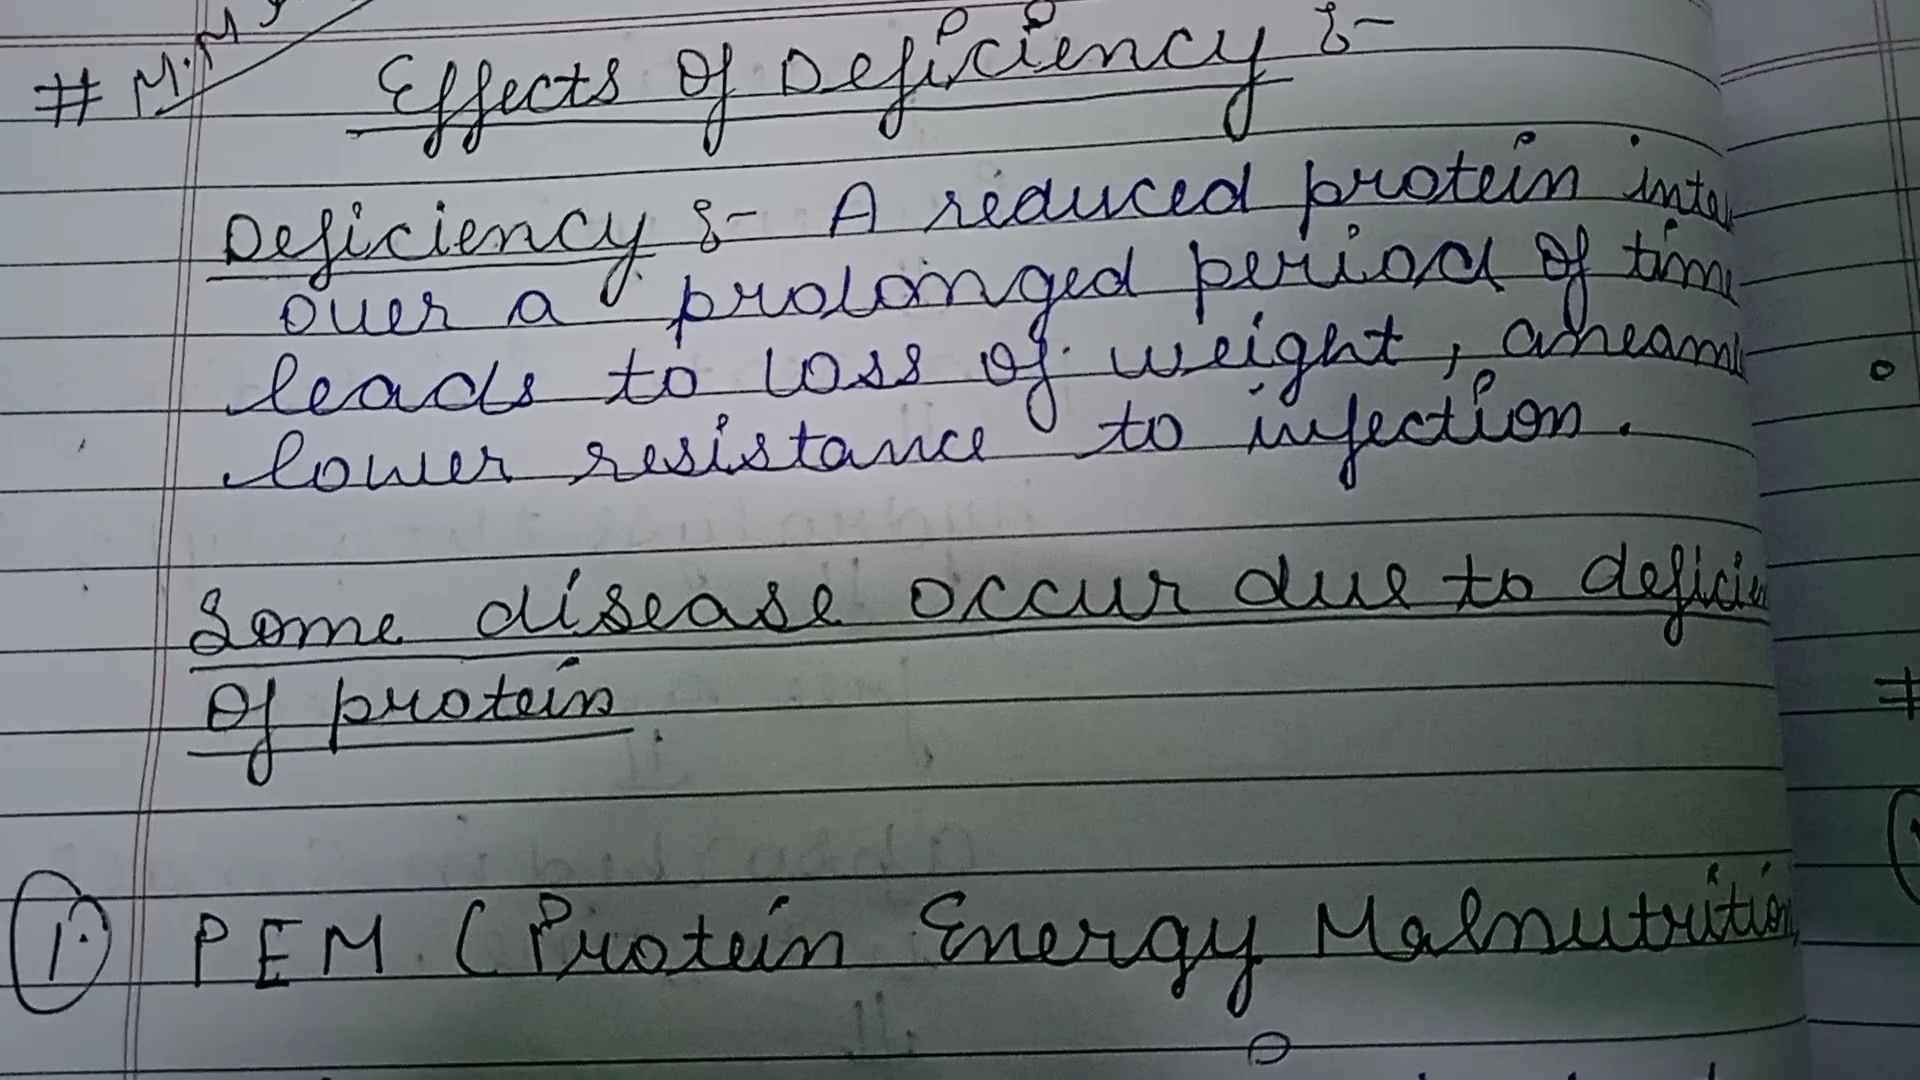 # M.M Effects Of Deficiency :-
Deficiency :- A reduced protein inta
over a prolonged period of time
leads to loss of weight,
lower resistance to infection.
Some disease occur due to deficie
of protein
1. PEM (Protein Energy Malnutrition